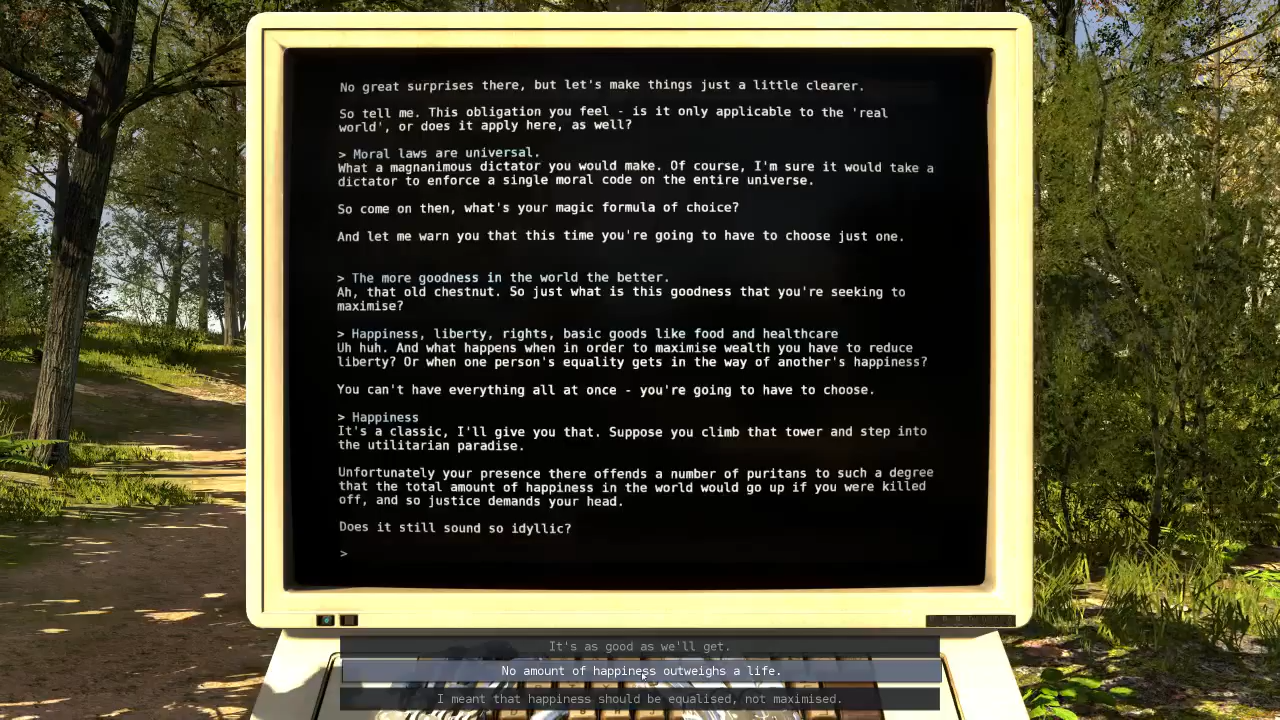 No great surprises there, but let's make things just a little clearer.
So tell me. This obligation you feel - is it only applicable to the 'real
world', or does it apply here, as well?
> Moral laws are universal.
What a magnanimous dictator you would make. Of course, I'm sure it would take a
dictator to enforce a single moral code on the entire universe.
So come on then, what's your magic formula of choice?
And let me warn you that this time you're going to have to choose just one.
> The more goodness in the world the better.
Ah, that old chestnut. So just what is this goodness that you're seeking to
maximise?
> Happiness, liberty, rights, basic goods like food and healthcare
Uh huh. And what happens when in order to maximise wealth you have to reduce
liberty? Or when one person's equality gets in the way of another's happiness?
You can't have everything all at once - you're going to have to choose.
> Happiness
It's a classic, I'll give you that. Suppose you climb that tower and step into
the utilitarian paradise.
Unfortunately your presence there offends a number of puritans to such a degree
that the total amount of happiness in the world would go up if you were killed
off, and so justice demands your head.
Does it still sound so idyllic?
>
It's as good as we'll get.
No amount of happiness outweighs a life.
I meant that happiness should be equalised, not maximised.